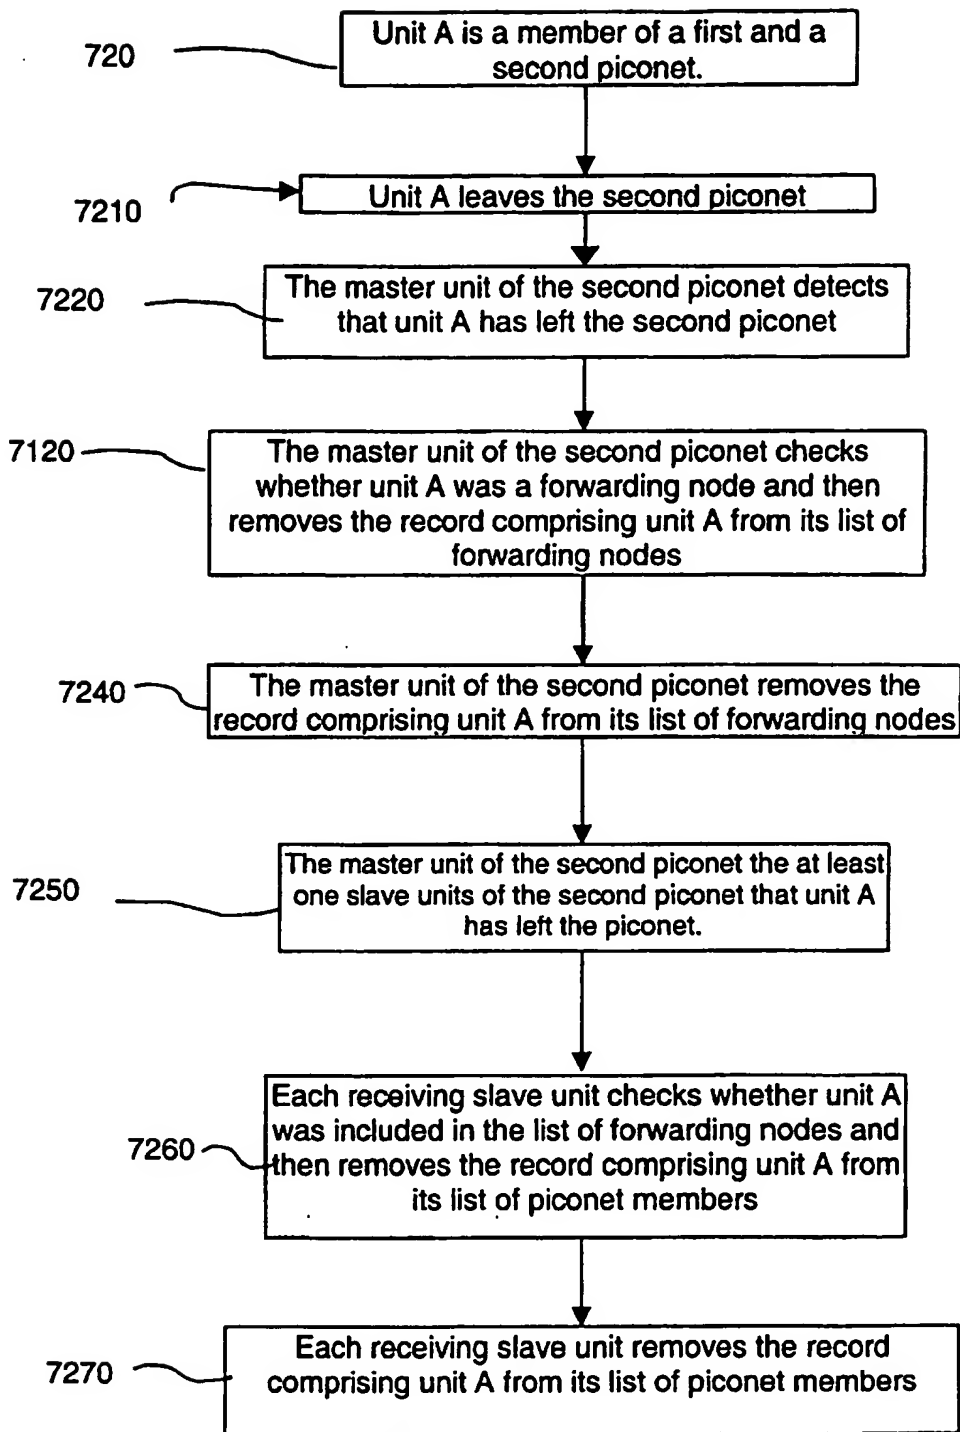 720
Unit A is a member of a first and a
second piconet.
7210
Unit A leaves the second piconet
7220
The master unit of the second piconet detects
that unit A has left the second piconet
7120
The master unit of the second piconet checks
whether unit A was a forwarding node and then
removes the record comprising unit A from its list of
forwarding nodes
7240
The master unit of the second piconet removes the
record comprising unit A from its list of forwarding nodes
7250
The master unit of the second piconet the at least
one slave units of the second piconet that unit A
has left the piconet.
7260
Each receiving slave unit checks whether unit A
was included in the list of forwarding nodes and
then removes the record comprising unit A from
its list of piconet members
7270
Each receiving slave unit removes the record
comprising unit A from its list of piconet members